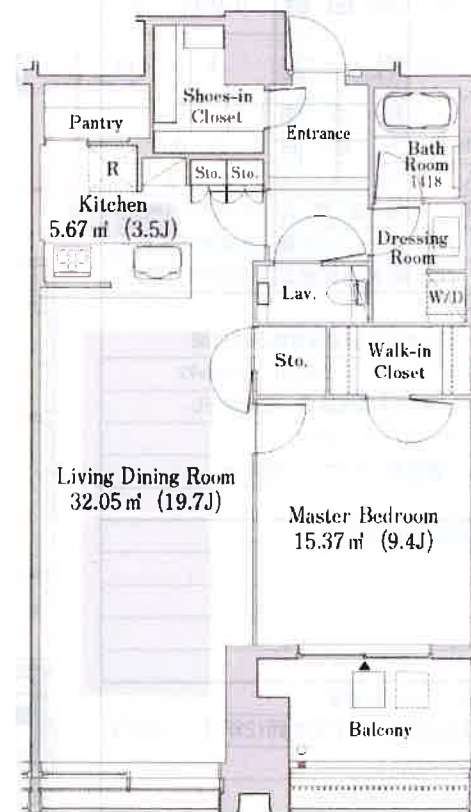 Shoes-in
Closet
Pantry
Entrance
Bath
Room
1418
R
Sto.
Sto.
Kitchen
5.67㎡ (3.5J)
Dressing
Room
Lav.
W/D
Sto.
Walk-in
Closet
Living Dining Room
32.05㎡ (19.7J)
Master Bedroom
15.37㎡ (9.4J)
Balcony